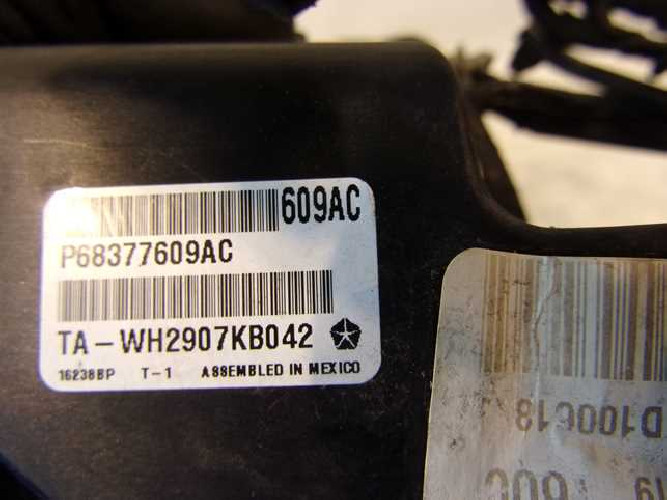 609AC
P68377609AC
TA-WH2907KB042
16238BP T-1 ASSEMBLED IN MEXICO
D100618